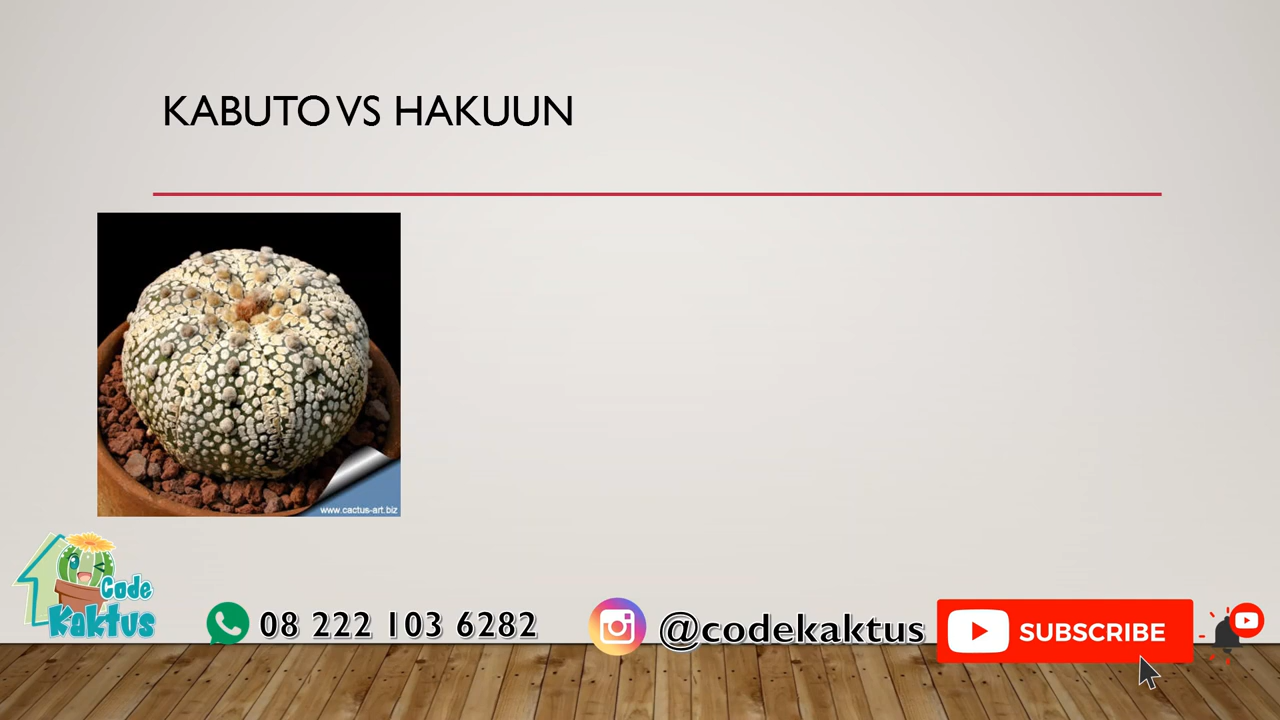 KABUTO VS HAKUUN
www.cactus-art.biz
Code
Kaktus
08 222 103 6282
@codekaktus
SUBSCRIBE